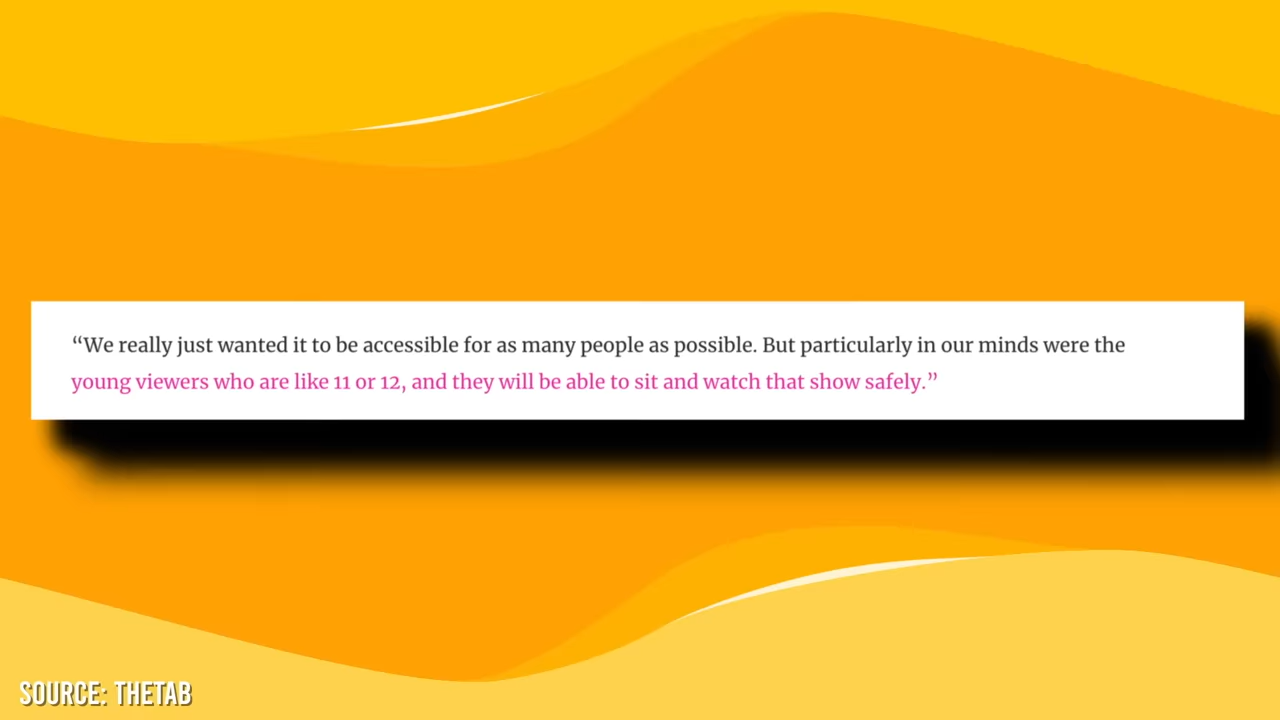 “We really just wanted it to be accessible for as many people as possible. But particularly in our minds were the
young viewers who are like 11 or 12, and they will be able to sit and watch that show safely.”
SOURCE: THETAB